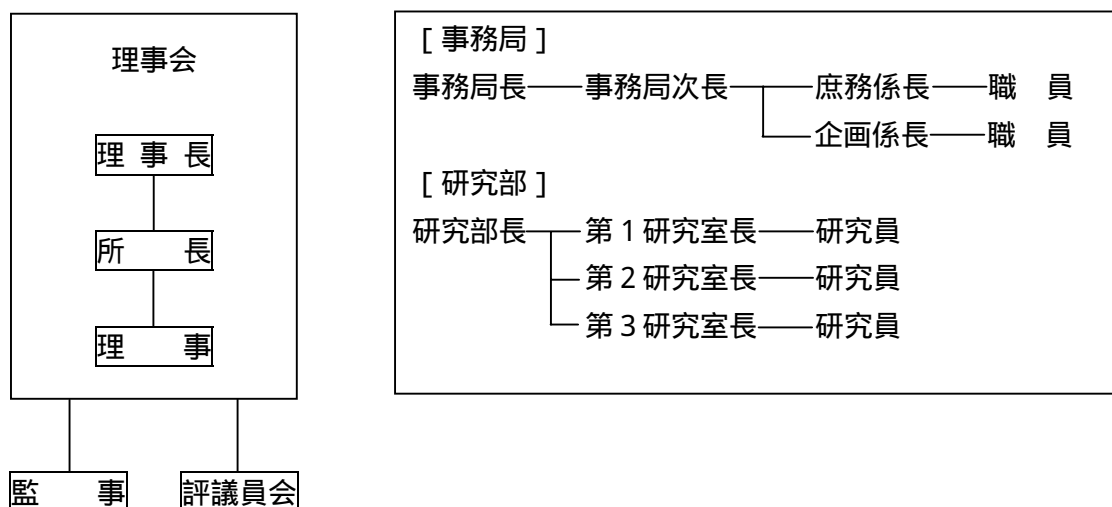 理事会
理 事 長
所　　長
理　　事
監　　事
評議員会
[ 事務局 ]
事務局長 事務局次長 庶務係長 職　員
企画係長 職　員
[ 研究部 ]
研究部長 第１研究室長 研究員
第２研究室長 研究員
第３研究室長 研究員